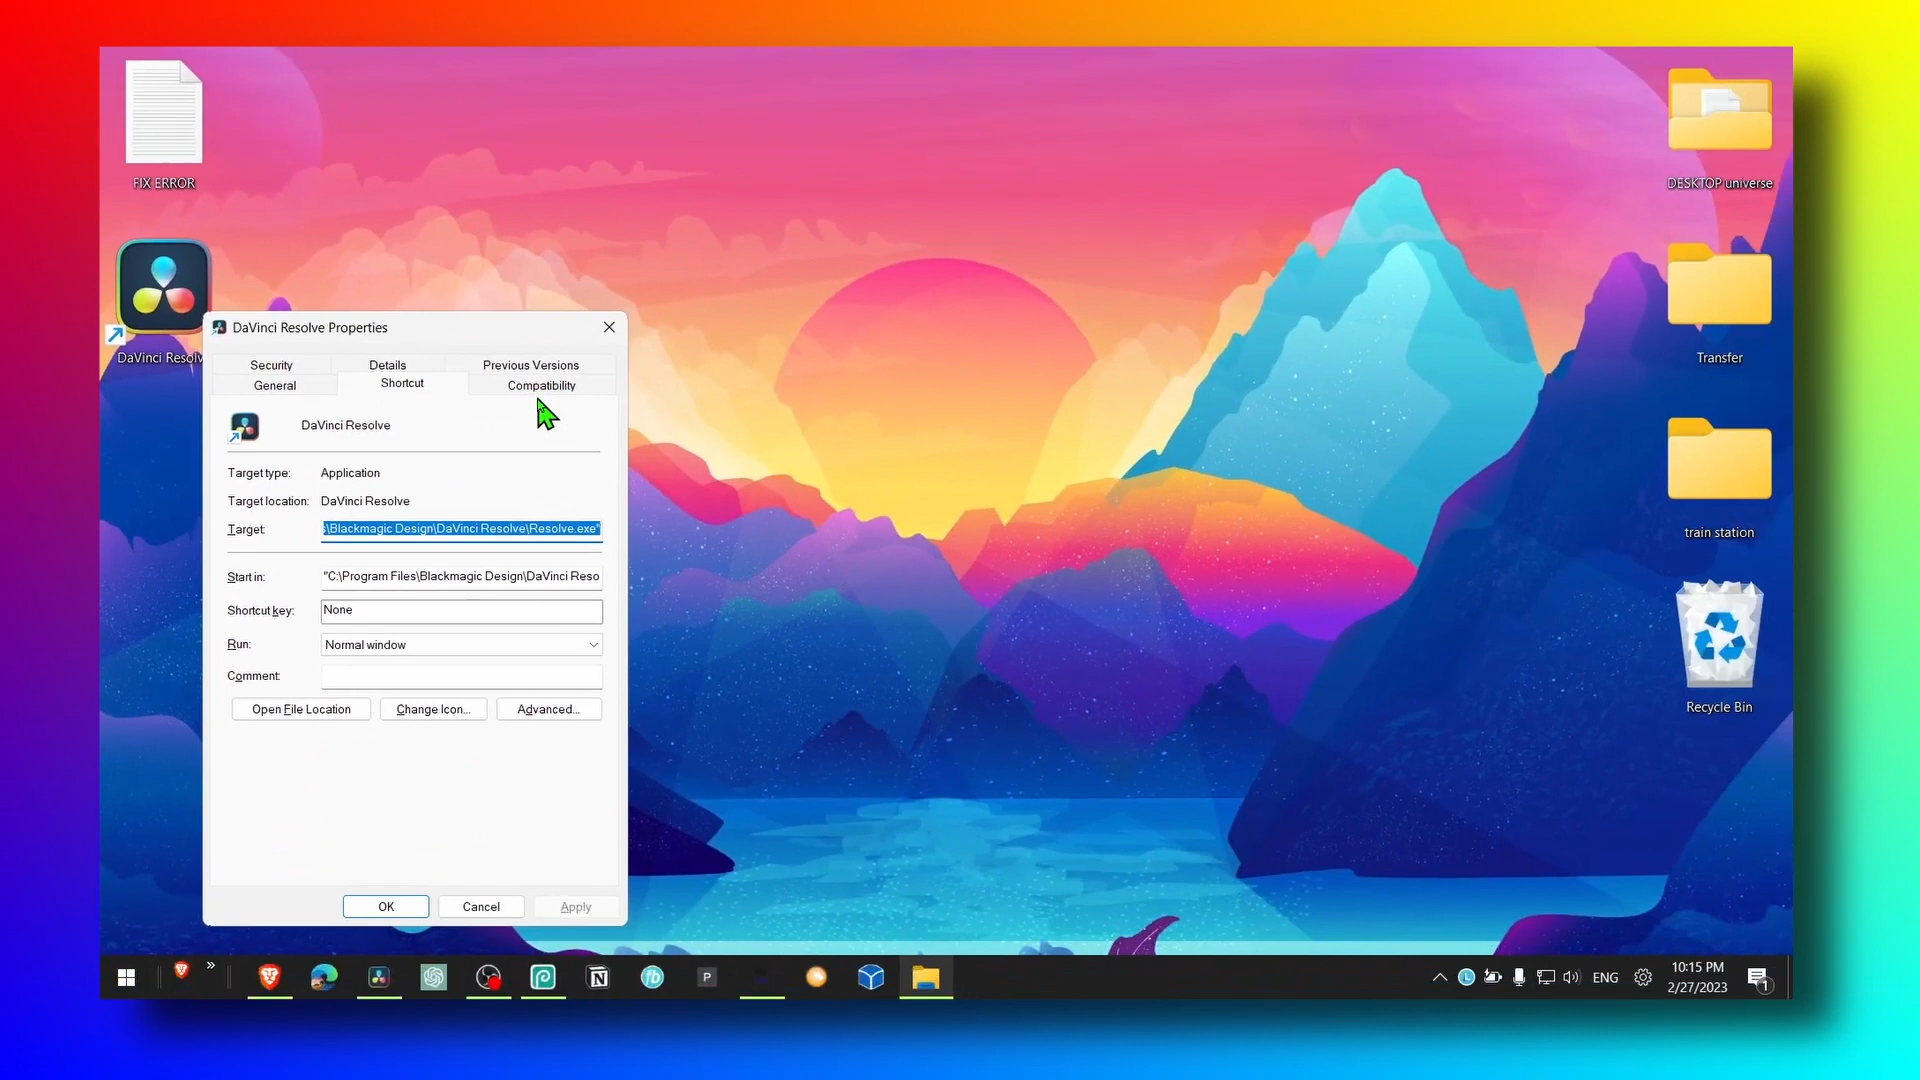 FIX ERROR
DESKTOP universe
DaVinci Resolv
Transfer
train station
Recycle Bin
DaVinci Resolve Properties
Security
Details
Previous Versions
General
Shortcut
Compatibility
DaVinci Resolve
Target type:
Application
Target location:
DaVinci Resolve
Target:
s\Blackmagic Design\DaVinci Resolve\Resolve.exe"
Start in:
"C:\Program Files\Blackmagic Design\DaVinci Reso
Shortcut key:
None
Run:
Normal window
Comment:
Open File Location
Change Icon...
Advanced...
OK
Cancel
Apply
»
N
fb
P
L
ENG
10:15 PM
2/27/2023
1